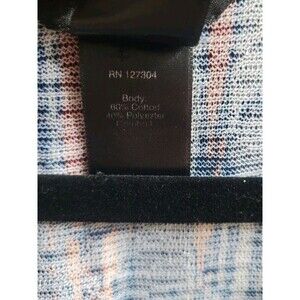 RN 127304
Body:
60% Cotton
40% Polyester